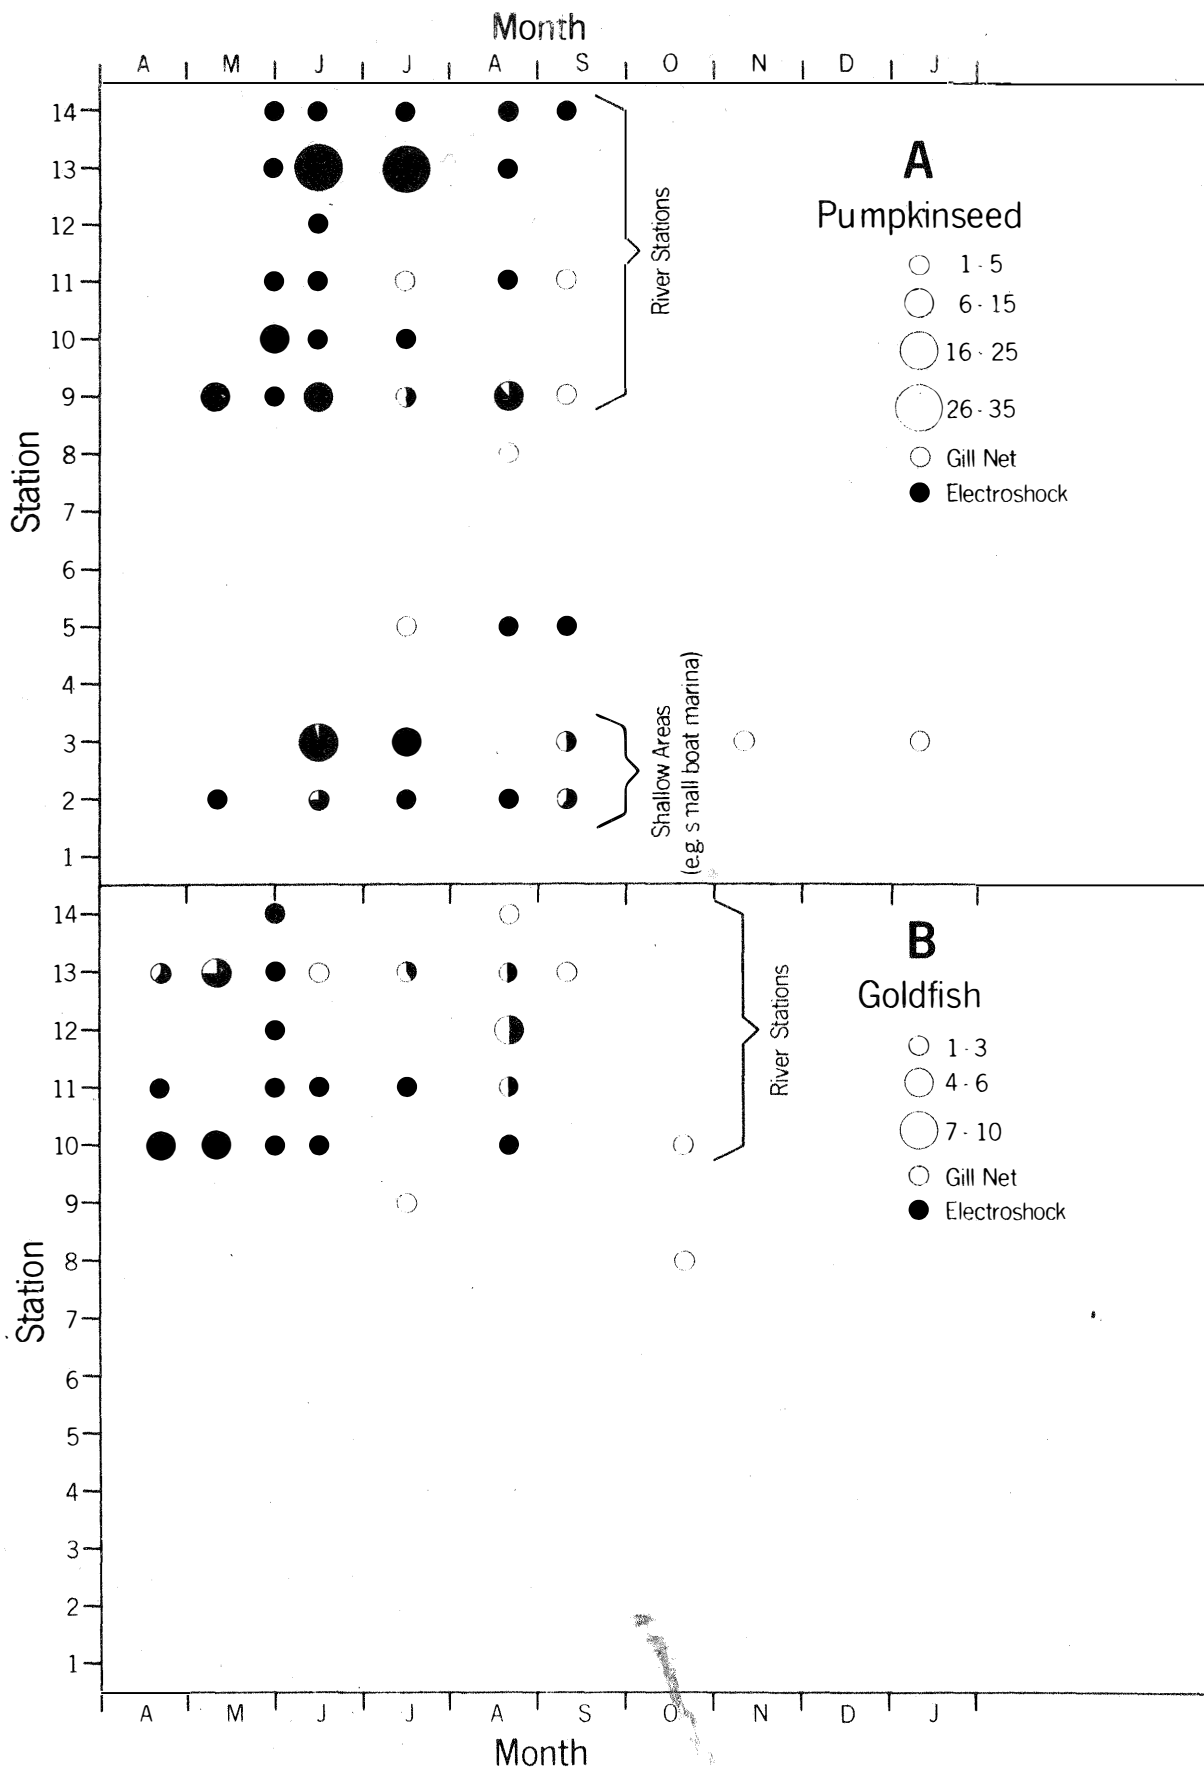 Month
A M J J A S O N D J
14
13
12
11
10
9
8
7
6
5
4
3
2
1
Station
River Stations
Shallow Areas
(e.g. small boat marina)
A
Pumpkinseed
1 - 5
6 - 15
16 - 25
26 - 35
Gill Net
Electroshock
14
13
12
11
10
9
8
7
6
5
4
3
2
1
Station
River Stations
B
Goldfish
1 - 3
4 - 6
7 - 10
Gill Net
Electroshock
A M J J A S O N D J
Month